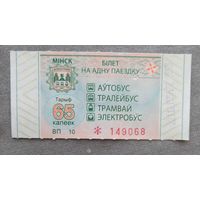 МІНСК
БІЛЕТ
НА АДНУ ПАЕЗДКУ
Тарыф
65
капеек
ВП 10
АЎТОБУС
ТРАЛЕЙБУС
ТРАМВАЙ
ЭЛЕКТРОБУС
* 149068